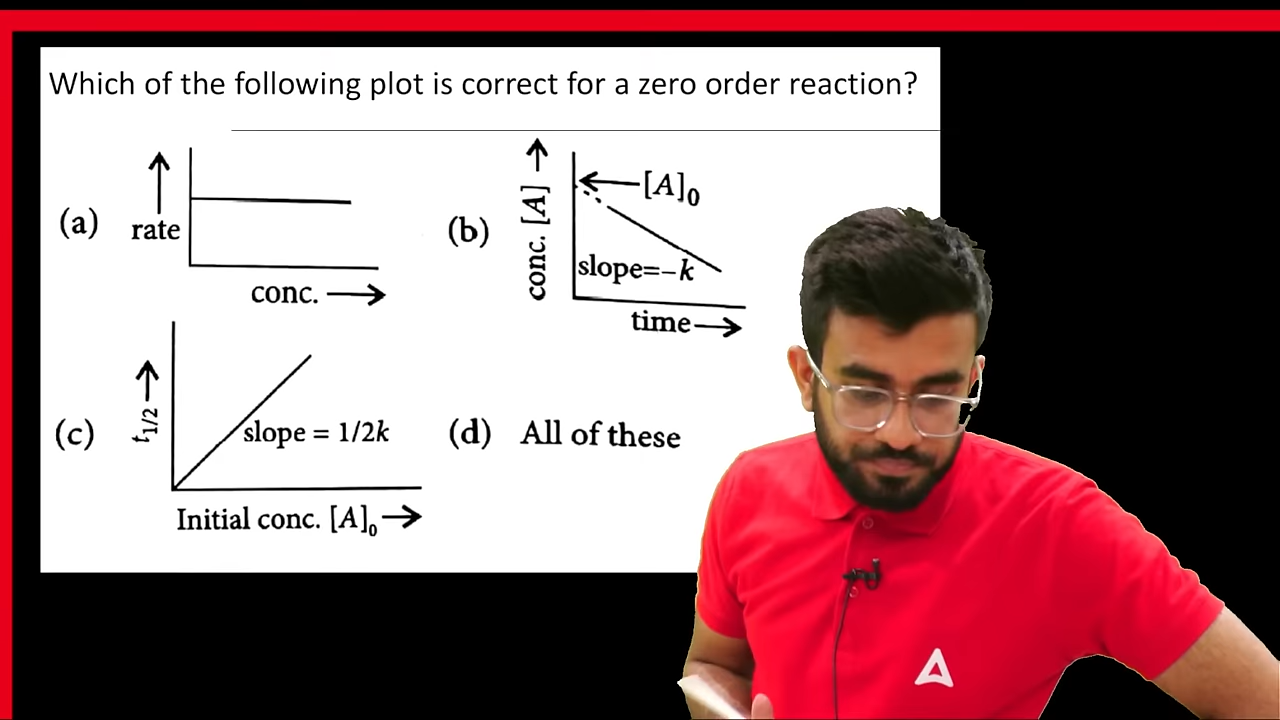 Which of the following plot is correct for a zero order reaction?
(a) rate
conc.
(b) conc. [A]
[A]₀
slope=–k
time
(c) t₁/₂
slope = 1/2k
Initial conc. [A]₀
(d) All of these